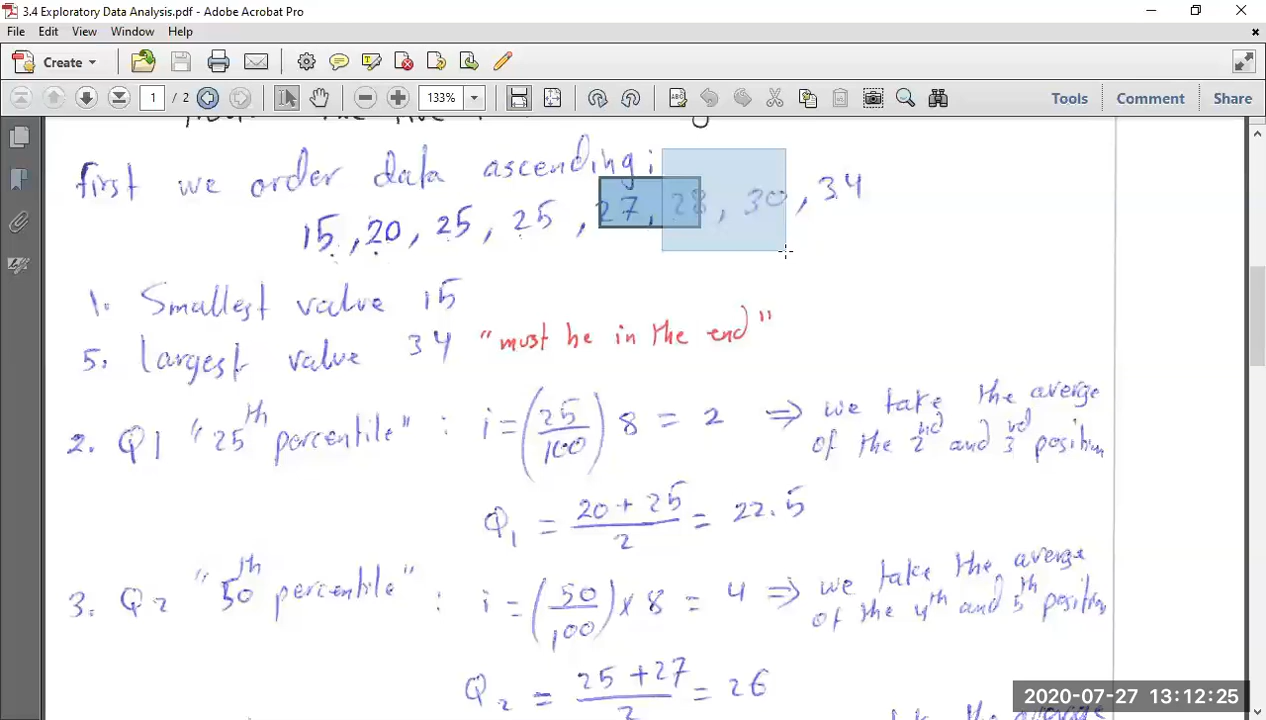 3.4 Exploratory Data Analysis.pdf - Adobe Acrobat Pro
File Edit View Window Help
Create
1 / 2 133% Tools Comment Share
first we order data ascending:
15, 20, 25, 25, 27, 28, 30, 34
1. Smallest value 15
5. largest value 34 "must be in the end"
2. Q1 "25th percentile" : i = (25/100) 8 = 2 ⇒ we take the averge
of the 2nd and 3rd position
Q1 = 20 + 25 / 2 = 22.5
3. Q2 "50th percentile" : i = (50/100) x 8 = 4 ⇒ we take the averge
of the 4th and 5th position
Q2 = 25 + 27 / 2 = 26
2020-07-27 13:12:25